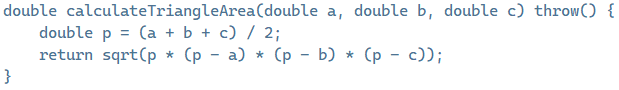 double calculateTriangleArea(double a, double b, double c) throw() {
    double p = (a + b + c) / 2;
    return sqrt(p * (p - a) * (p - b) * (p - c));
}